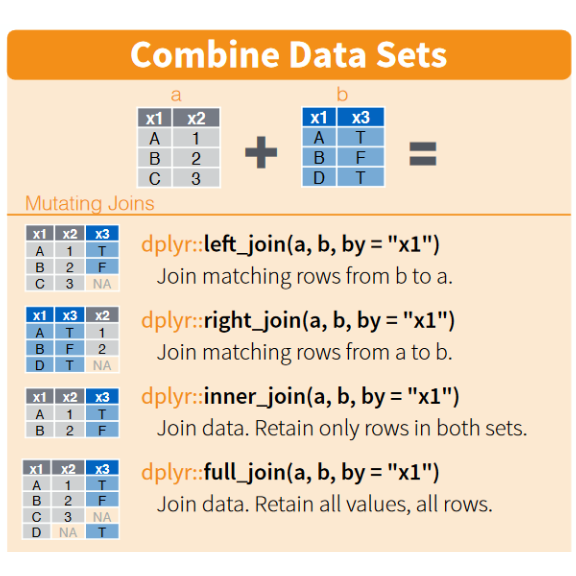 Combine Data Sets
a b
x1 x2 x1 x3
A 1 A T
B 2 B F
C 3 D T
+ =
Mutating Joins
x1 x2 x3
A 1 T
B 2 F
C 3 NA
dplyr::left_join(a, b, by = "x1")
Join matching rows from b to a.
x1 x3 x2
A T 1
B F 2
D T NA
dplyr::right_join(a, b, by = "x1")
Join matching rows from a to b.
x1 x2 x3
A 1 T
B 2 F
dplyr::inner_join(a, b, by = "x1")
Join data. Retain only rows in both sets.
x1 x2 x3
A 1 T
B 2 F
C 3 NA
D NA T
dplyr::full_join(a, b, by = "x1")
Join data. Retain all values, all rows.